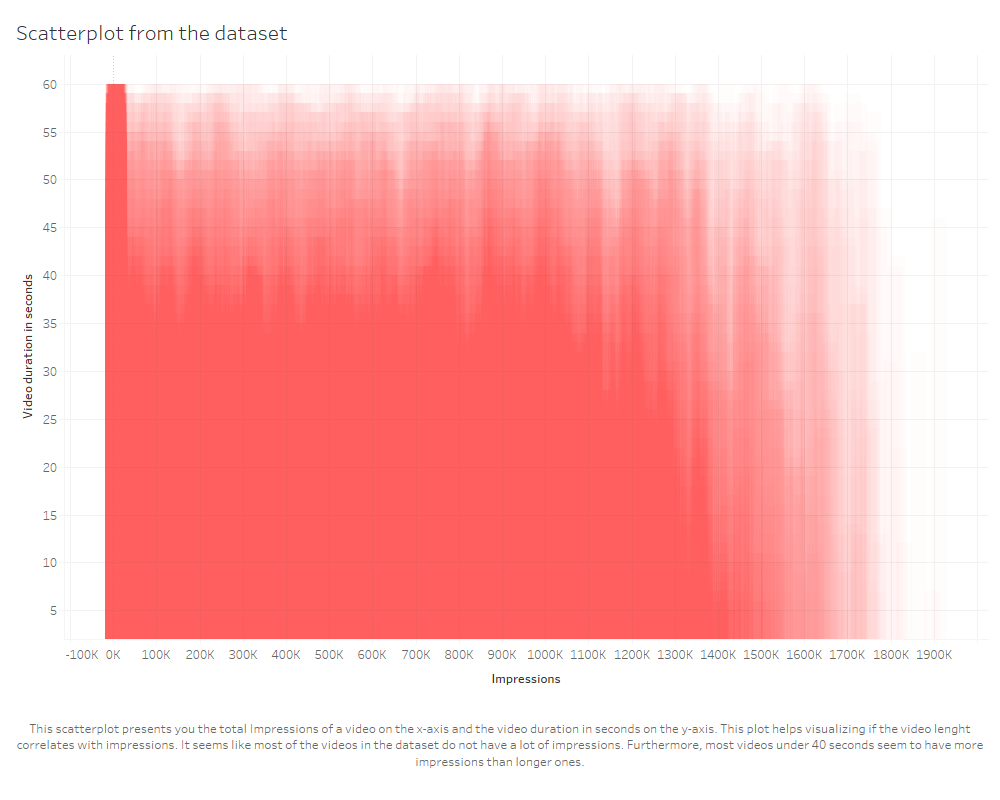 Scatterplot from the dataset
60
55
50
45
40
35
30
25
20
15
10
5
Video duration in seconds
-100K 0K 100K 200K 300K 400K 500K 600K 700K 800K 900K 1000K 1100K 1200K 1300K 1400K 1500K 1600K 1700K 1800K 1900K
Impressions
This scatterplot presents you the total Impressions of a video on the x-axis and the video duration in seconds on the y-axis. This plot helps visualizing if the video lenght
correlates with impressions. It seems like most of the videos in the dataset do not have a lot of impressions. Furthermore, most videos under 40 seconds seem to have more
impressions than longer ones.